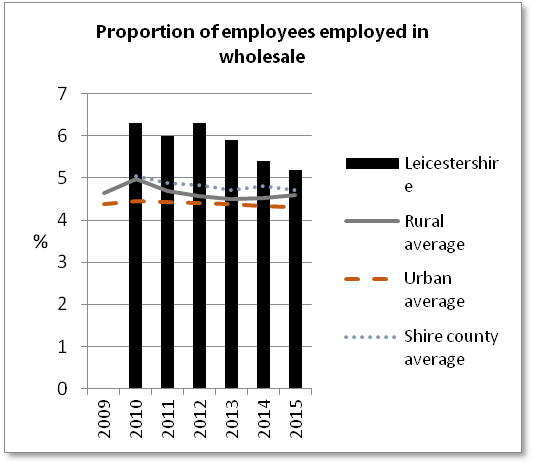 Proportion of employees employed in
wholesale
7
6
5
4
3
2
1
0
%
2009
2010
2011
2012
2013
2014
2015
Leicestershir
e
Rural
average
Urban
average
Shire county
average